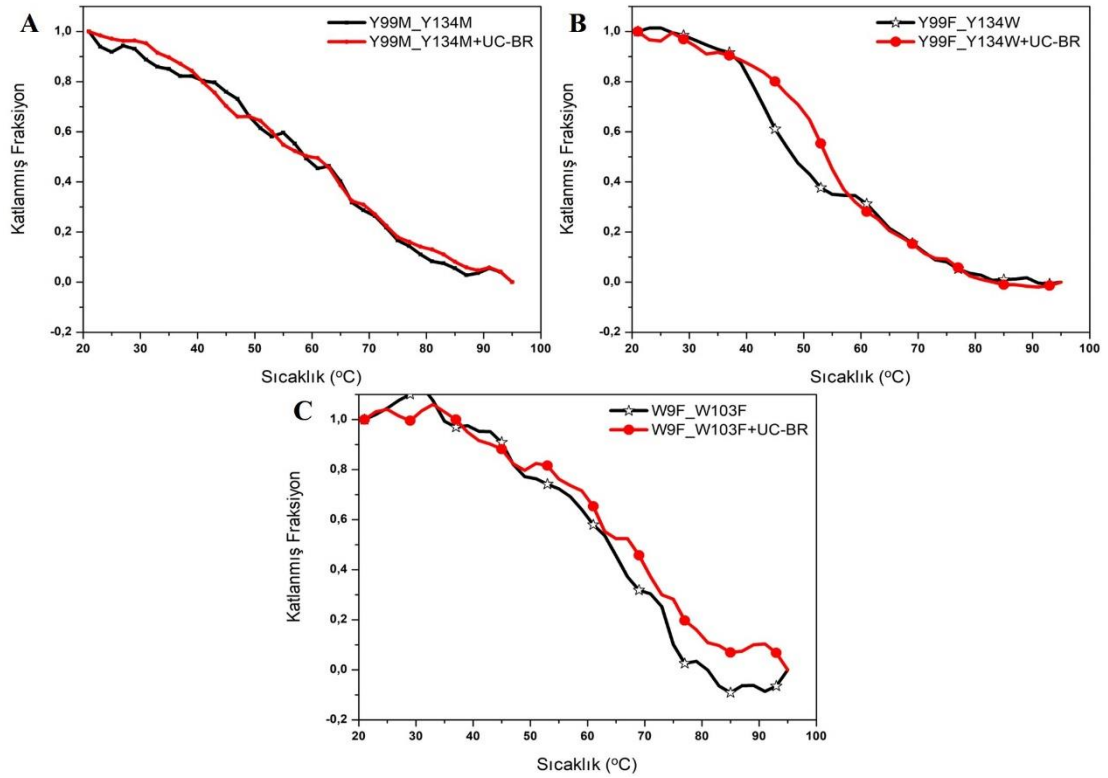 A
Y99M_Y134M
Y99M_Y134M+UC-BR
Katlanmış Fraksiyon
1,0
0,8
0,6
0,4
0,2
0,0
-0,2
20 30 40 50 60 70 80 90 100
Sıcaklık (°C)
B
Y99F_Y134W
Y99F_Y134W+UC-BR
Katlanmış Fraksiyon
1,0
0,8
0,6
0,4
0,2
0,0
-0,2
20 30 40 50 60 70 80 90 100
Sıcaklık (°C)
C
W9F_W103F
W9F_W103F+UC-BR
Katlanmış Fraksiyon
1,0
0,8
0,6
0,4
0,2
0,0
-0,2
20 30 40 50 60 70 80 90 100
Sıcaklık (°C)